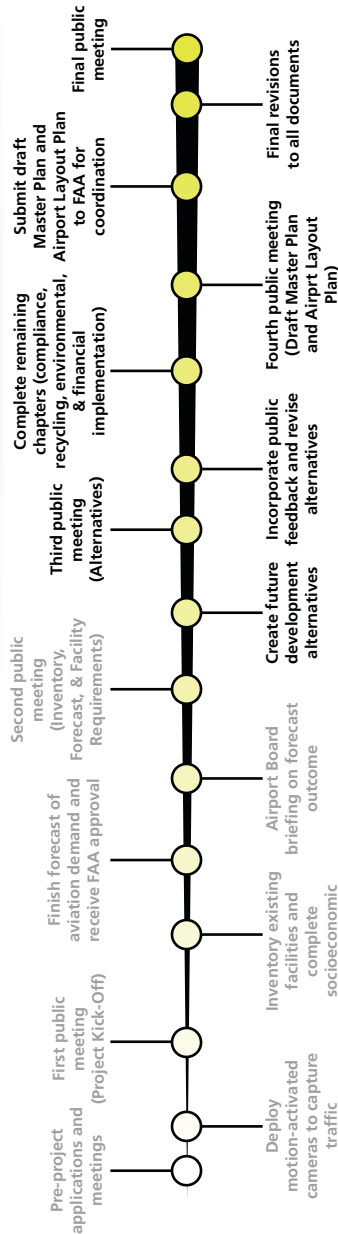 Pre-project
applications and
meetings
Deploy
motion-activated
cameras to capture
traffic
First public
meeting
(Project Kick-Off)
Inventory existing
facilities and
complete
socioeconomic
Finish forecast of
aviation demand and
receive FAA approval
Airport Board
briefing on forecast
outcome
Second public
meeting
(Inventory,
Forecast, & Facility
Requirements)
Create future
development
alternatives
Third public
meeting
(Alternatives)
Incorporate public
feedback and revise
alternatives
Complete remaining
chapters (compliance,
recycling, environmental,
& financial
implementation)
Fourth public meeting
(Draft Master Plan
and Airprt Layout
Plan)
Submit draft
Master Plan and
Airport Layout Plan
to FAA for
coordination
Final revisions
to all documents
Final public
meeting